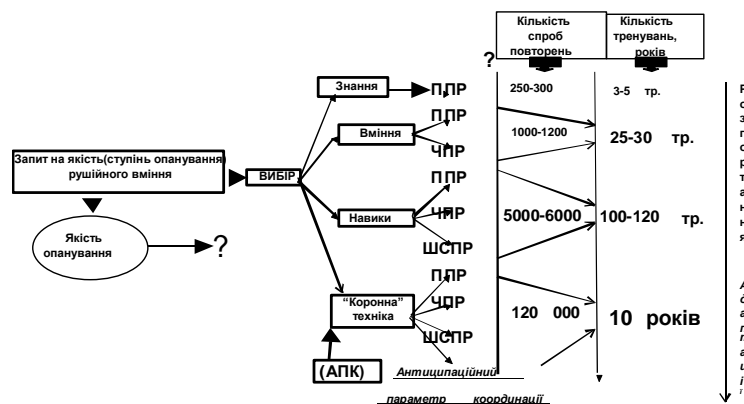 Кількість
спроб
повторень
Кількість
тренувань,
років
?
Знання
ППР
250-300
3-5 тр.
ППР
Вміння
1000-1200
25-30 тр.
ЧПР
Запит на якість(ступінь опанування)
рушійного вміння
ВИБІР
ППР
Навики
ЧПР
5000-6000
100-120 тр.
ШСПР
Якість
опанування
?
ППР
“Коронна”
техніка
ЧПР
120 000
10 років
ШСПР
(АПК)
Антиципаційний
параметр координації